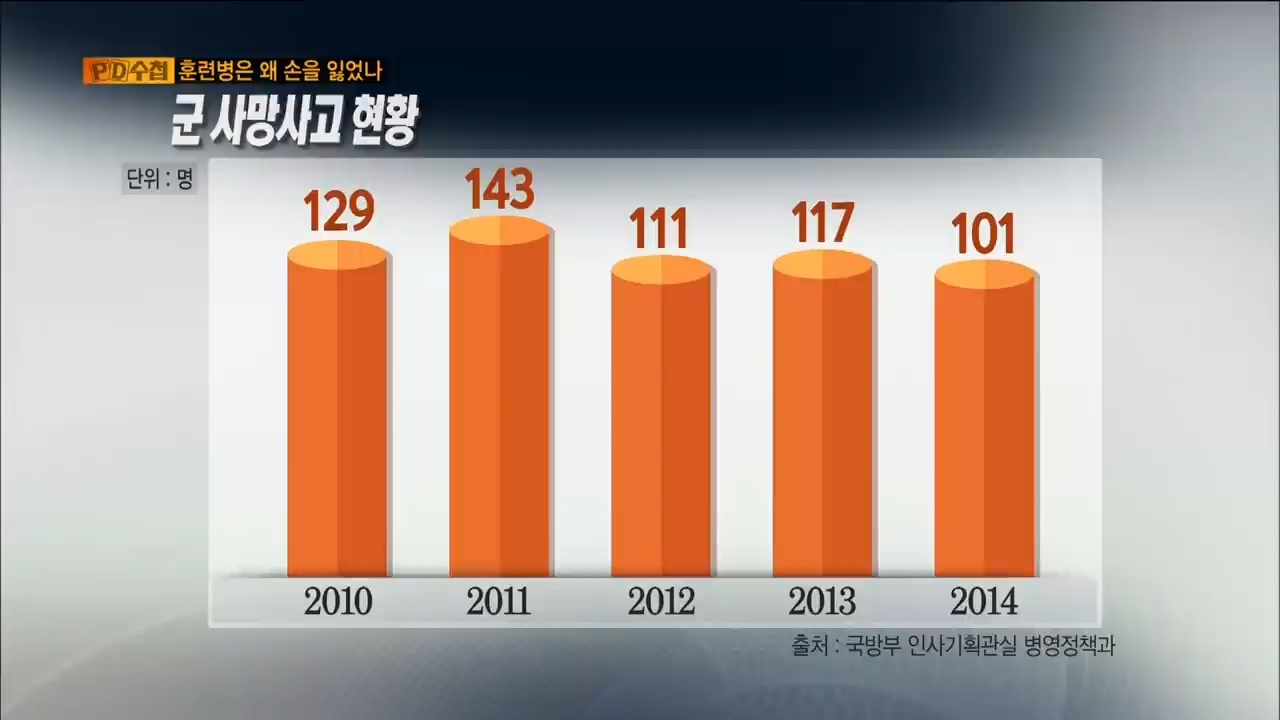 PD수첩 훈련병은 왜 손을 잃었나
군 사망사고 현황
단위 : 명
129 143 111 117 101
2010 2011 2012 2013 2014
출처 : 국방부 인사기획관실 병영정책과